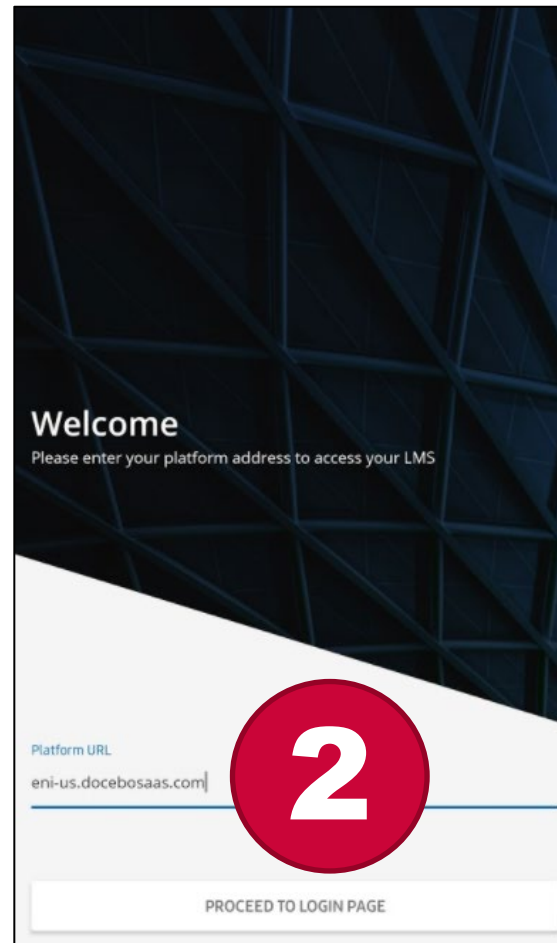 Welcome
Please enter your platform address to access your LMS
Platform URL
eni-us.docebosaas.com
2
PROCEED TO LOGIN PAGE